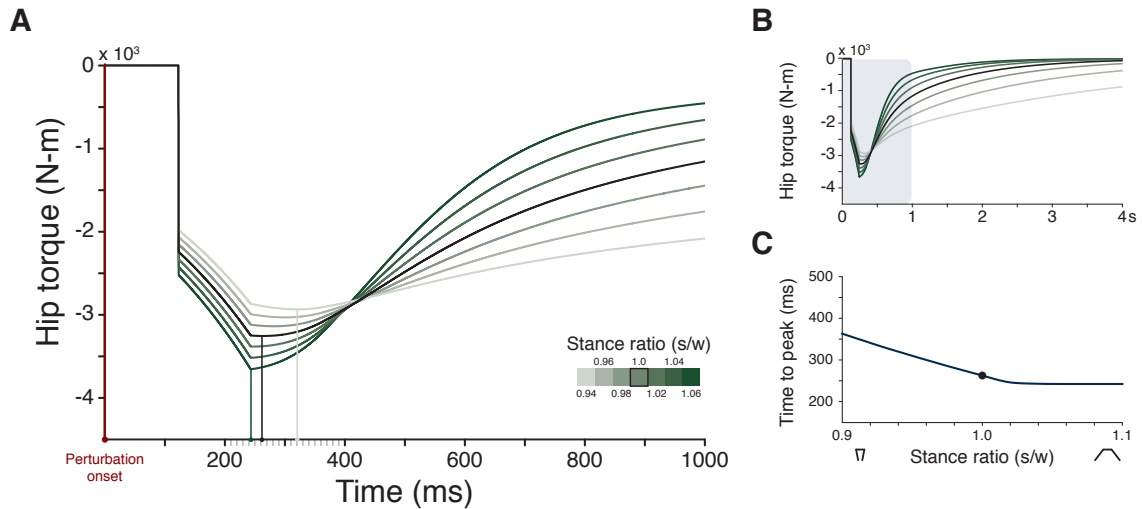 A
x 10³
0
-1
-2
-3
-4
Hip torque (N-m)
Perturbation
onset
200
400
600
800
1000
Time (ms)
Stance ratio (s/w)
0.96
1.0
1.04
0.94
0.98
1.02
1.06
B
x 10³
0
-1
-2
-3
-4
Hip torque (N-m)
0
1
2
3
4 s
C
500
400
300
200
Time to peak (ms)
0.9
1.0
1.1
Stance ratio (s/w)